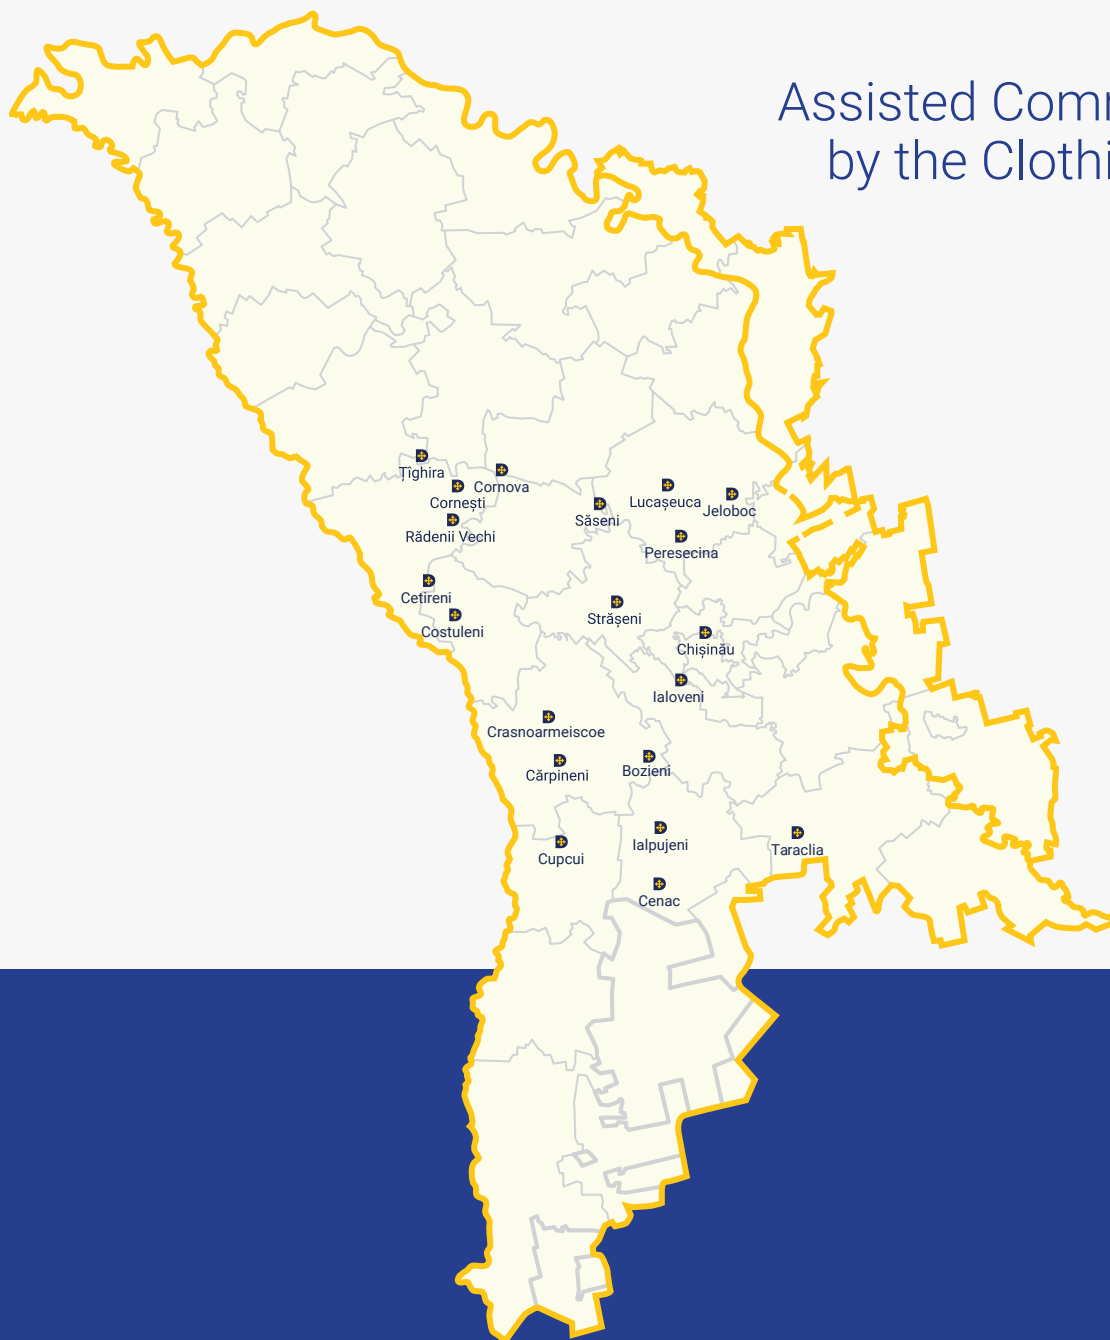 Assisted Comm
by the Clothi
Țîghira
Cornova
Cornești
Lucașeuca
Jeloboc
Săseni
Rădenii Vechi
Peresecina
Cetireni
Strășeni
Costuleni
Chișinău
Ialoveni
Crasnoarmeiscoe
Bozieni
Cărpineni
Ialpujeni
Taraclia
Cupcui
Cenac